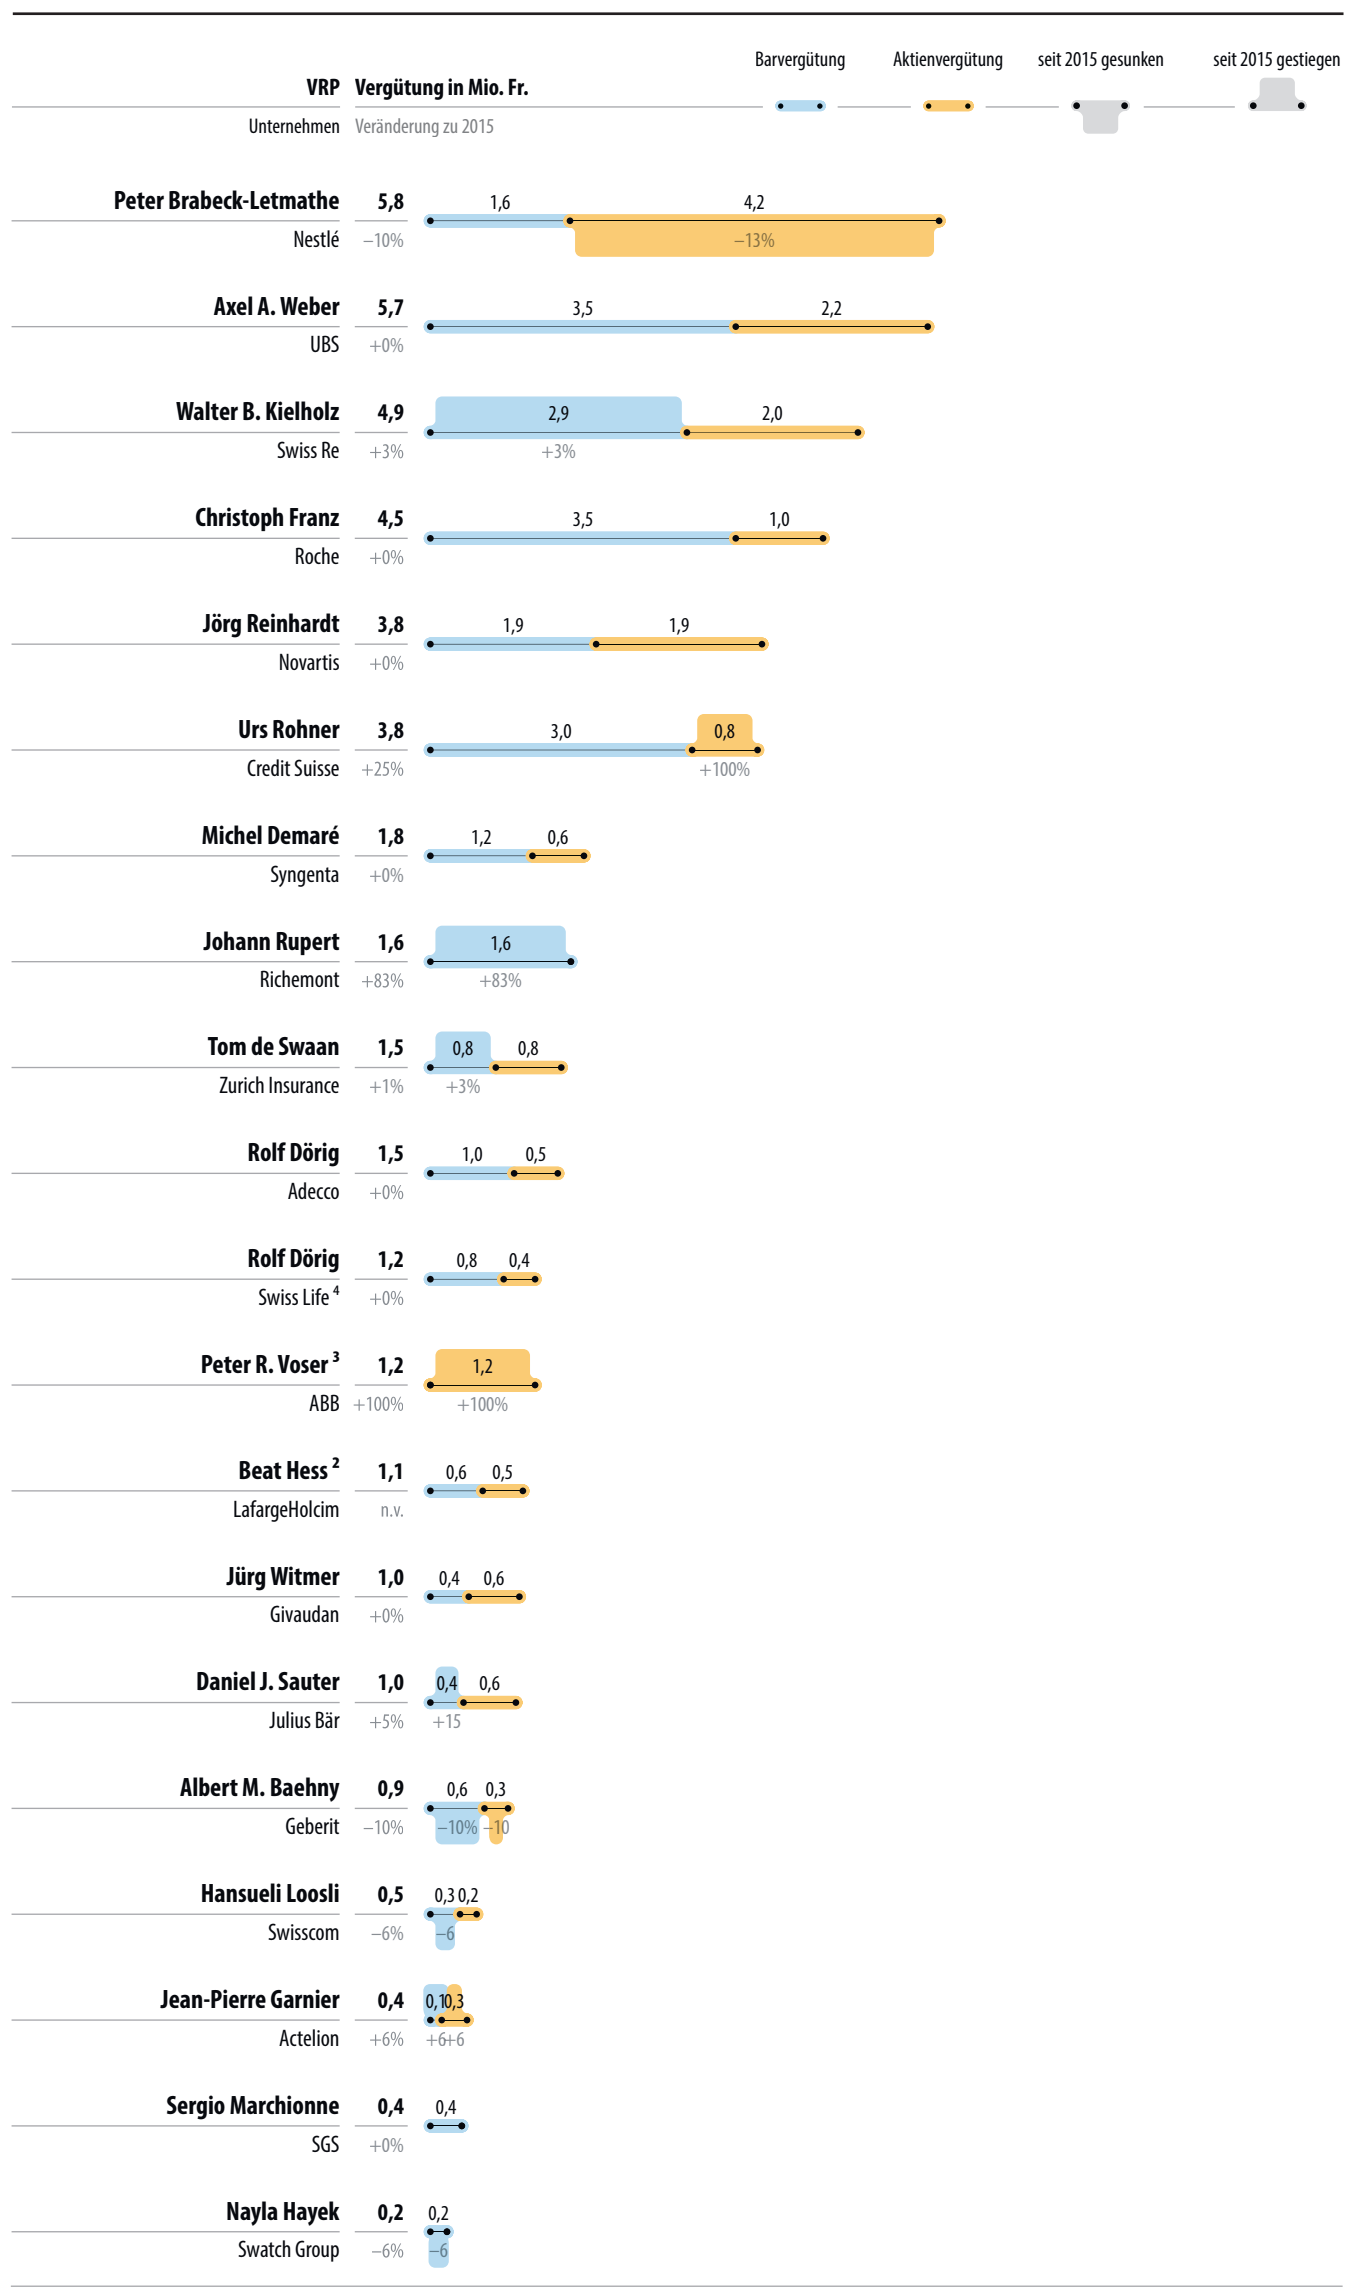 Barvergütung Aktienvergütung seit 2015 gesunken seit 2015 gestiegen
VRP Vergütung in Mio. Fr.
Unternehmen Veränderung zu 2015
Peter Brabeck-Letmathe 5,8 1,6 4,2
Nestlé –10% –13%
Axel A. Weber 5,7 3,5 2,2
UBS +0%
Walter B. Kielholz 4,9 2,9 2,0
Swiss Re +3% +3%
Christoph Franz 4,5 3,5 1,0
Roche +0%
Jörg Reinhardt 3,8 1,9 1,9
Novartis +0%
Urs Rohner 3,8 3,0 0,8
Credit Suisse +25% +100%
Michel Demaré 1,8 1,2 0,6
Syngenta +0%
Johann Rupert 1,6 1,6
Richemont +83% +83%
Tom de Swaan 1,5 0,8 0,8
Zurich Insurance +1% +3%
Rolf Dörig 1,5 1,0 0,5
Adecco +0%
Rolf Dörig 1,2 0,8 0,4
Swiss Life 4 +0%
Peter R. Voser 3 1,2 1,2
ABB +100% +100%
Beat Hess 2 1,1 0,6 0,5
LafargeHolcim n.v.
Jürg Witmer 1,0 0,4 0,6
Givaudan +0%
Daniel J. Sauter 1,0 0,4 0,6
Julius Bär +5% +15
Albert M. Baehny 0,9 0,6 0,3
Geberit –10% –10% –10
Hansueli Loosli 0,5 0,3 0,2
Swisscom –6% –6
Jean-Pierre Garnier 0,4 0,1 0,3
Actelion +6% +6 +6
Sergio Marchionne 0,4 0,4
SGS +0%
Nayla Hayek 0,2 0,2
Swatch Group –6% –6